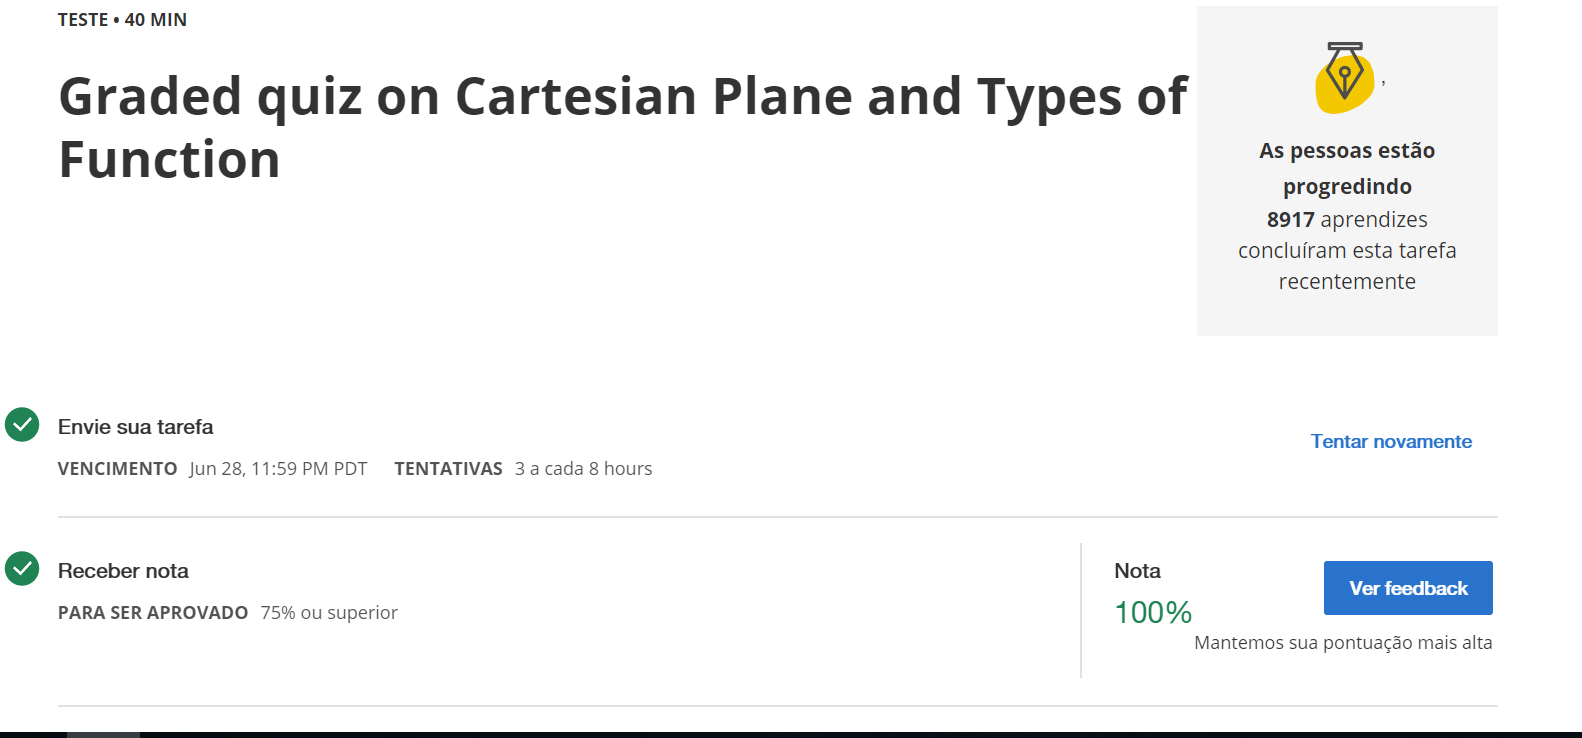 TESTE • 40 MIN
Graded quiz on Cartesian Plane and Types of
Function
As pessoas estão
progredindo
8917 aprendizes
concluíram esta tarefa
recentemente
Envie sua tarefa
VENCIMENTO Jun 28, 11:59 PM PDT TENTATIVAS 3 a cada 8 hours
Tentar novamente
Receber nota
PARA SER APROVADO 75% ou superior
Nota
100%
Ver feedback
Mantemos sua pontuação mais alta